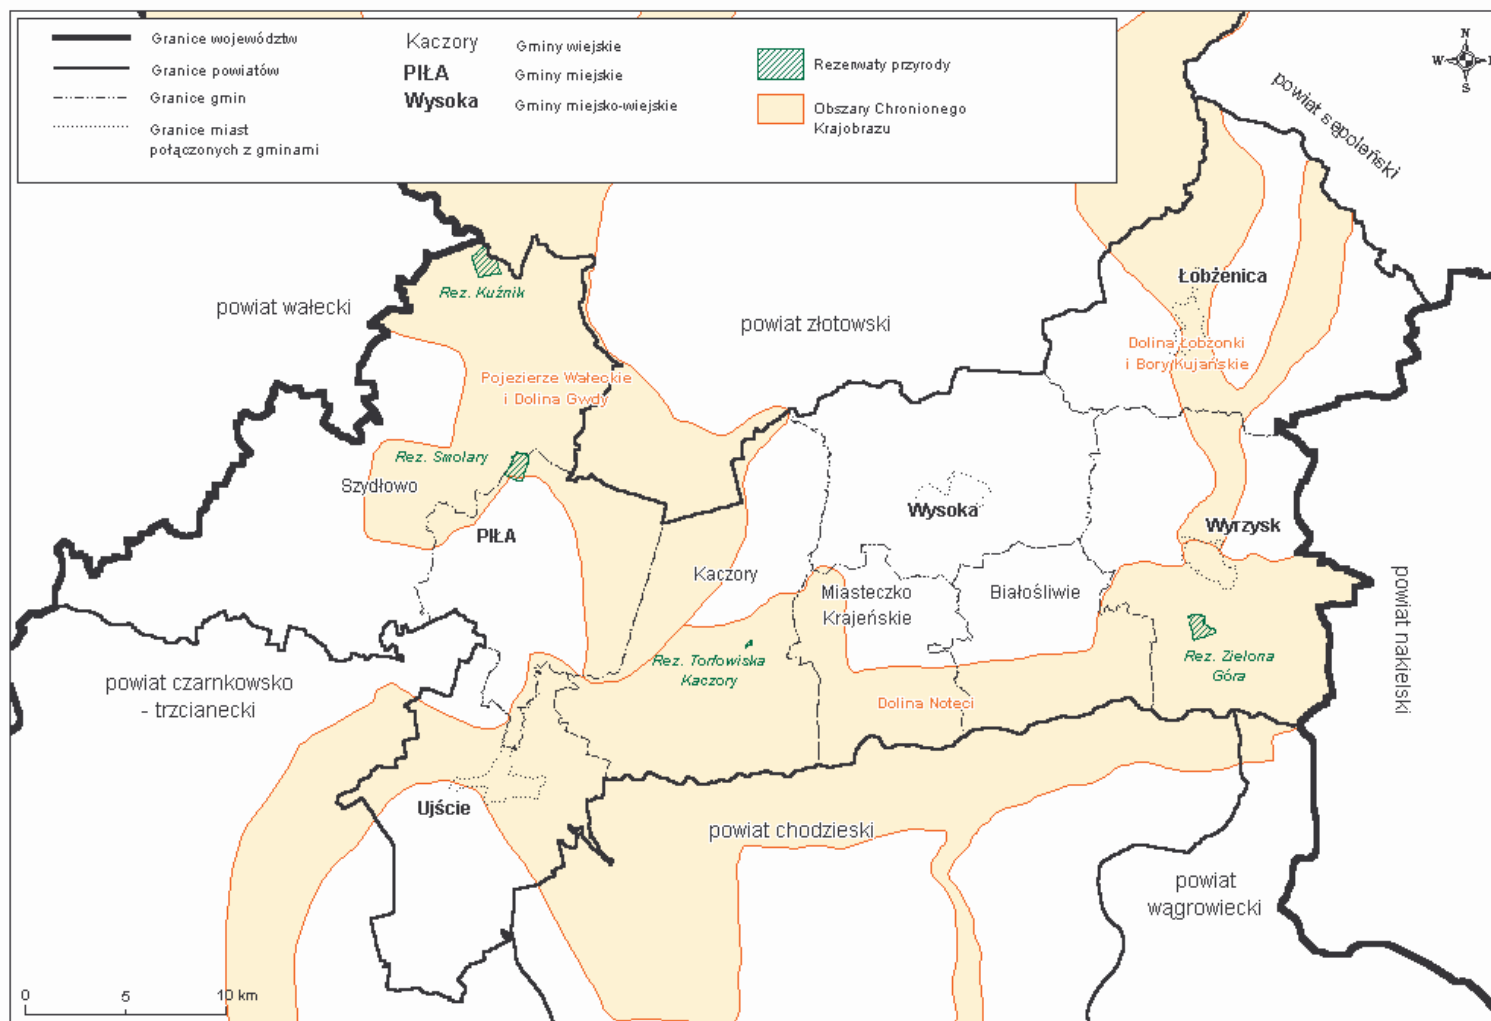 Granice województw
Granice powiatów
Granice gmin
Granice miast
połączonych z gminami
Kaczory
Gminy wiejskie
PIŁA
Gminy miejskie
Wysoka
Gminy miejsko-wiejskie
Rezerwaty przyrody
Obszary Chronionego
Krajobrazu
N
W
S
powiat sępoleński
Rez. Kuźnik
powiat wałecki
powiat złotowski
Łobżenica
Dolina Łobżonki
i Bory Kujańskie
Pojezierze Wałeckie
i Dolina Gwdy
Rez. Smolary
Szydłowo
PIŁA
Wysoka
Wyrzysk
Kaczory
Miasteczko
Krajeńskie
Białośliwie
powiat nakielski
Rez. Torfowiska
Kaczory
Rez. Zielona
Góra
powiat czarnkowsko
- trzcianecki
Dolina Noteci
Ujście
powiat chodzieski
powiat
wągrowiecki
0 5 10 km